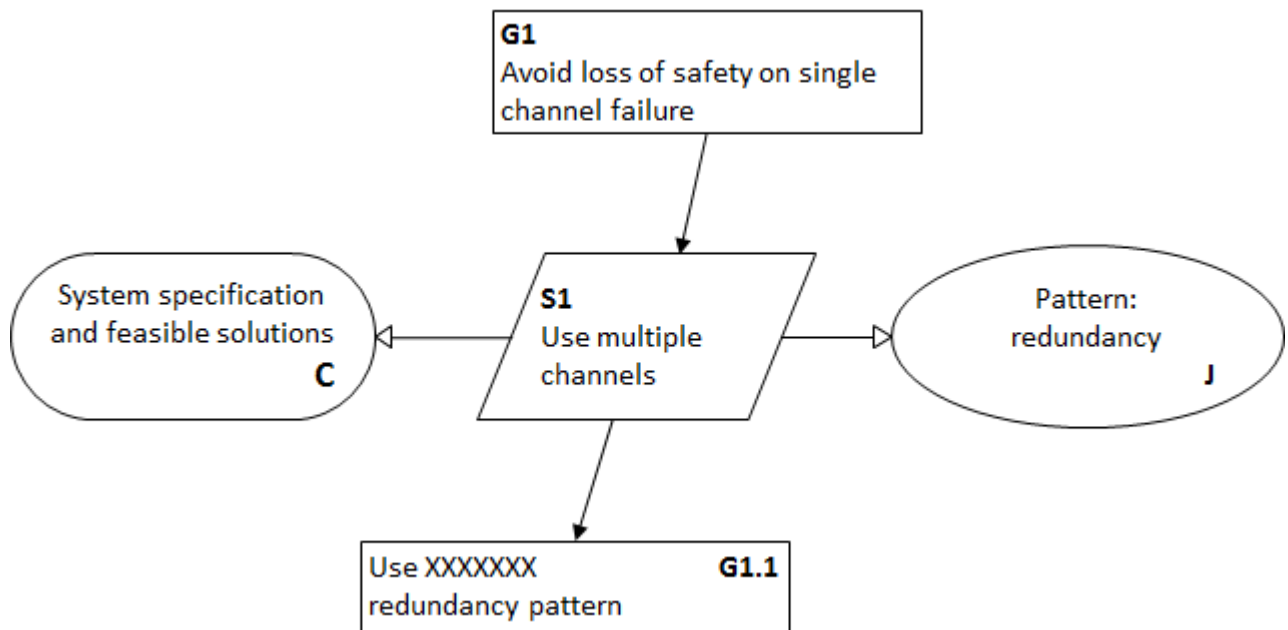 G1
Avoid loss of safety on single
channel failure
System specification
and feasible solutions
C
S1
Use multiple
channels
Pattern:
redundancy
J
Use XXXXXXX G1.1
redundancy pattern